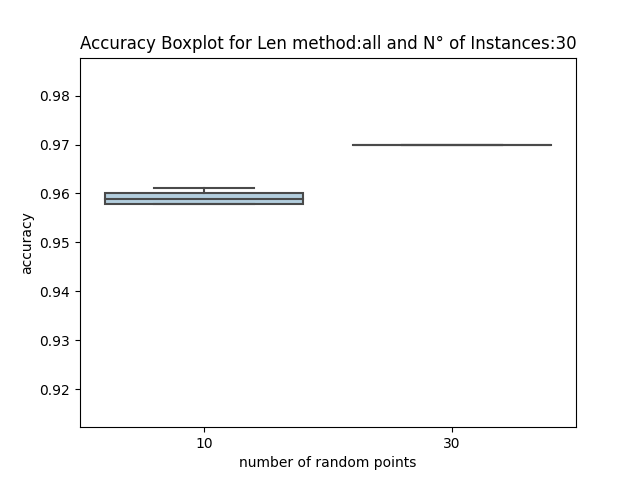 Accuracy Boxplot for Len method:all and N° of Instances:30
0.98
0.97
0.96
0.95
0.94
0.93
0.92
accuracy
10 30
number of random points